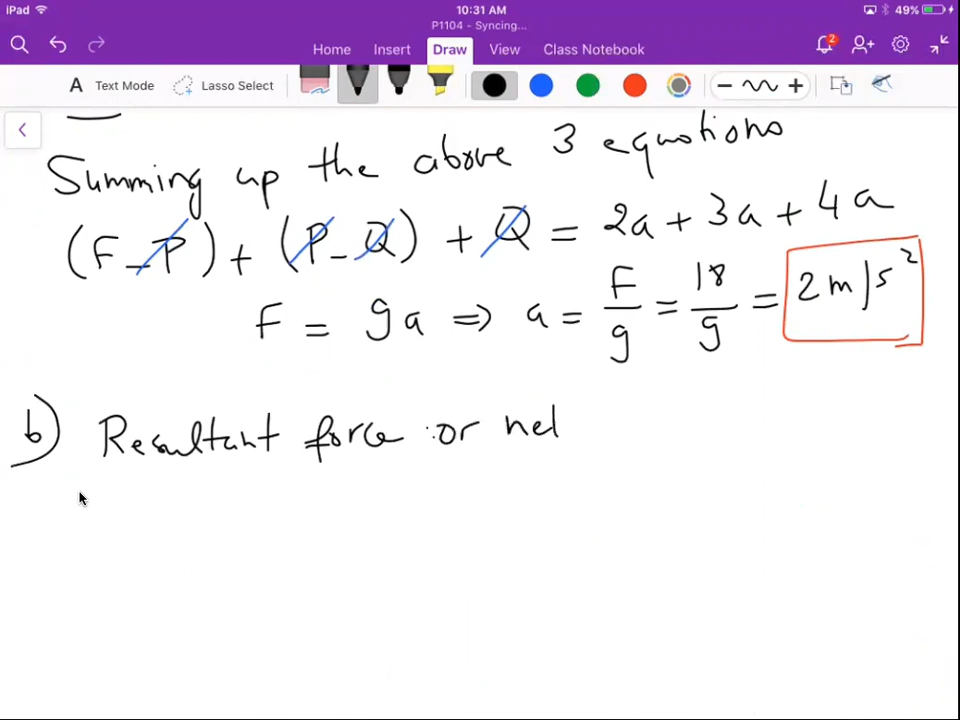 iPad
10:31 AM
49%
P1104 - Syncing...
Home Insert Draw View Class Notebook
2
A Text Mode Lasso Select
Summing up the above 3 equations
(F - P) + (P - Q) + Q = 2a + 3a + 4a
F = 9a => a = F/9 = 18/9 = 2 m/s²
b) Resultant force or net